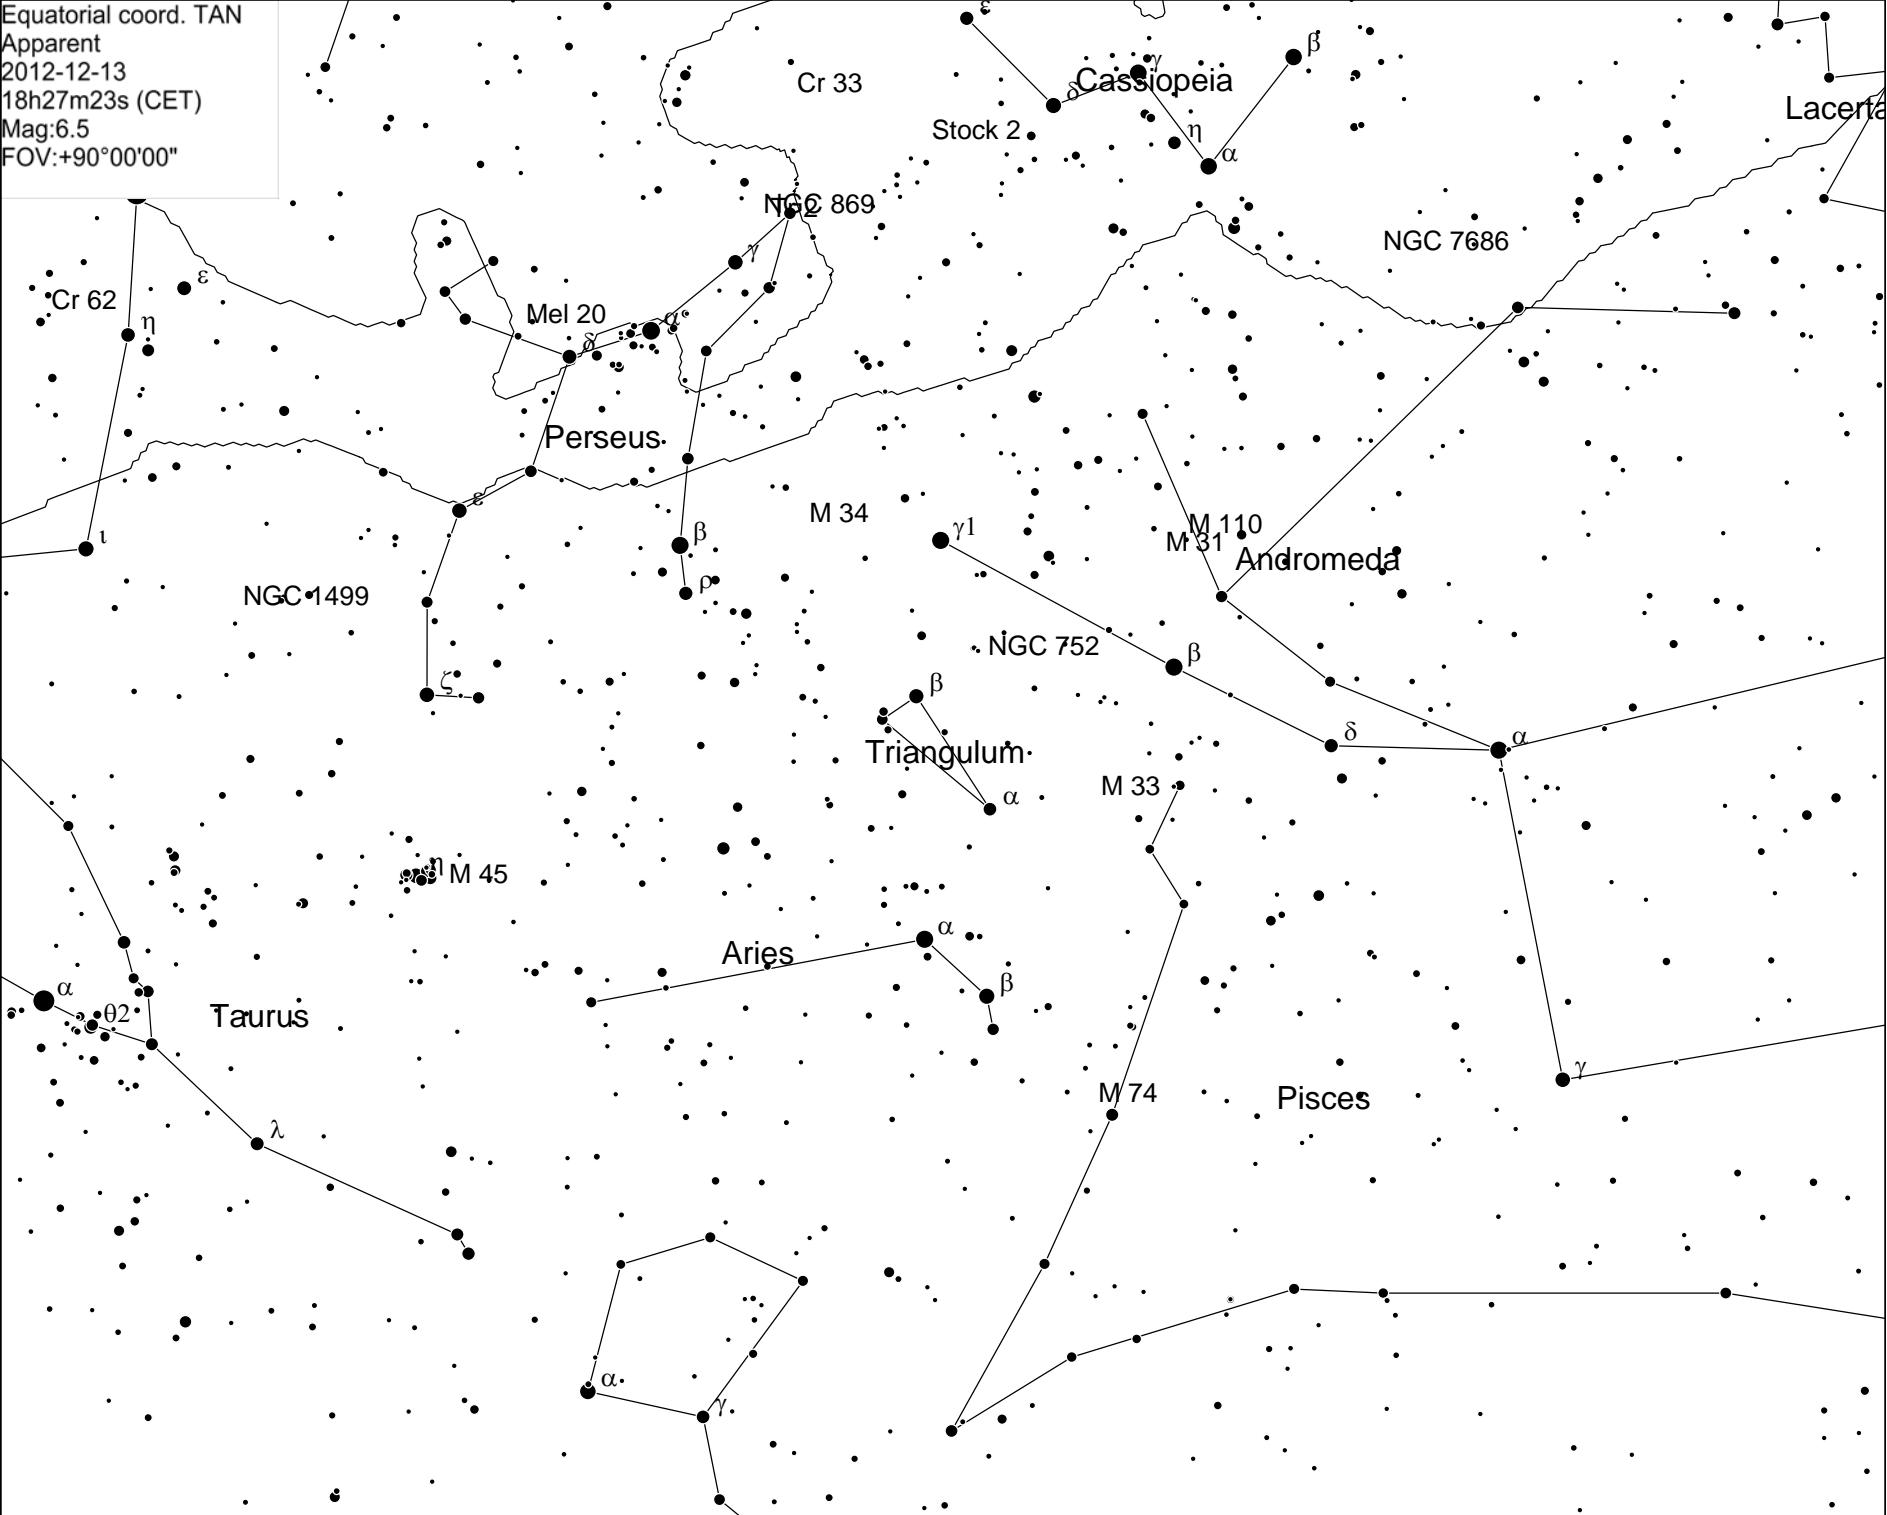 Equatorial coord. TAN
Apparent
2012-12-13
18h27m23s (CET)
Mag:6.5
FOV:+90°00'00"
ε
β
γ
Cassiopeia
Cr 33
δ
Lacerta
Stock 2
η
α
NGC 869
γ
NGC 7686
ε
Cr 62
Mel 20
α
η
δ
Perseus
ε
M 34
γ1
M 110
M 31
β
ι
Andromeda
ρ
NGC 1499
NGC 752
β
ζ
β
δ
α
Triangulum
M 33
α
η
M 45
α
Aries
β
α
θ2
Taurus
γ
M 74
Pisces
λ
α
γ